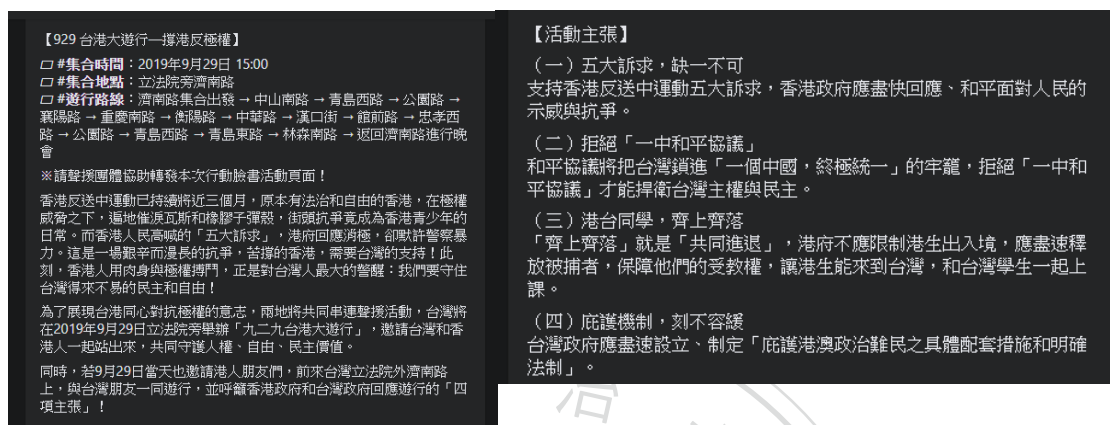 【929 台港大遊行—撐港反極權】
▱ #集合時間：2019年9月29日 15:00
▱ #集合地點：立法院旁濟南路
▱ #遊行路線：濟南路集合出發 → 中山南路 → 青島西路 → 公園路 →
襄陽路 → 重慶南路 → 衡陽路 → 中華路 → 漢口街 → 館前路 → 忠孝西
路 → 公園路 → 青島西路 → 青島東路 → 林森南路 → 返回濟南路進行晚
會
※請聲援團體協助轉發本次行動臉書活動頁面！
香港反送中運動已持續將近三個月，原本有法治和自由的香港，在極權
威脅之下，遍地催淚瓦斯和橡膠子彈殼，街頭抗爭竟成為香港青少年的
日常。而香港人民高喊的「五大訴求」，港府回應消極，卻默許警察暴
力。這是一場艱辛而漫長的抗爭，苦撐的香港，需要台灣的支持！此
刻，香港人用肉身與極權搏鬥，正是對台灣人最大的警醒：我們要守住
台灣得來不易的民主和自由！
為了展現台港同心對抗極權的意志，兩地將共同串連聲援活動，台灣將
在2019年9月29日立法院旁舉辦「九二九台港大遊行」，邀請台灣和香
港人一起站出來，共同守護人權、自由、民主價值。
同時，若9月29日當天也邀請港人朋友們，前來台灣立法院外濟南路
上，與台灣朋友一同遊行，並呼籲香港政府和台灣政府回應遊行的「四
項主張」！
【活動主張】
（一）五大訴求，缺一不可
支持香港反送中運動五大訴求，香港政府應盡快回應、和平面對人民的
示威與抗爭。
（二）拒絕「一中和平協議」
和平協議將把台灣鎖進「一個中國，終極統一」的牢籠，拒絕「一中和
平協議」才能捍衛台灣主權與民主。
（三）港台同學，齊上齊落
「齊上齊落」就是「共同進退」，港府不應限制港生出入境，應盡速釋
放被捕者，保障他們的受教權，讓港生能來到台灣，和台灣學生一起上
課。
（四）庇護機制，刻不容緩
台灣政府應盡速設立、制定「庇護港澳政治難民之具體配套措施和明確
法制」。
治